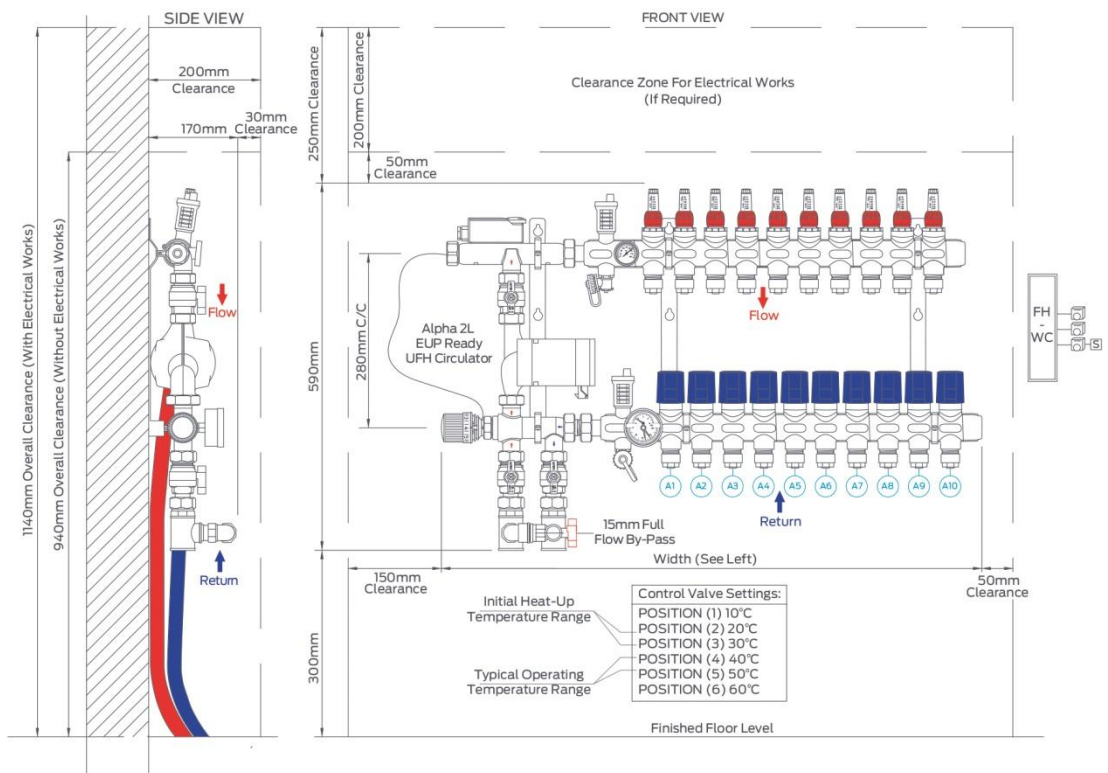 SIDE VIEW
FRONT VIEW
200mm
Clearance
170mm
30mm
Clearance
1140mm Overall Clearance (With Electrical Works)
940mm Overall Clearance (Without Electrical Works)
Flow
Return
250mm Clearance
200mm Clearance
Clearance Zone For Electrical Works
(If Required)
50mm
Clearance
590mm
280mm C/C
Alpha 2L
EUP Ready
UFH Circulator
Flow
FH
-
WC
S
A1 A2 A3 A4 A5 A6 A7 A8 A9 A10
Return
15mm Full
Flow By-Pass
Width (See Left)
150mm
Clearance
50mm
Clearance
300mm
Initial Heat-Up
Temperature Range
Typical Operating
Temperature Range
Control Valve Settings:
POSITION (1) 10°C
POSITION (2) 20°C
POSITION (3) 30°C
POSITION (4) 40°C
POSITION (5) 50°C
POSITION (6) 60°C
Finished Floor Level